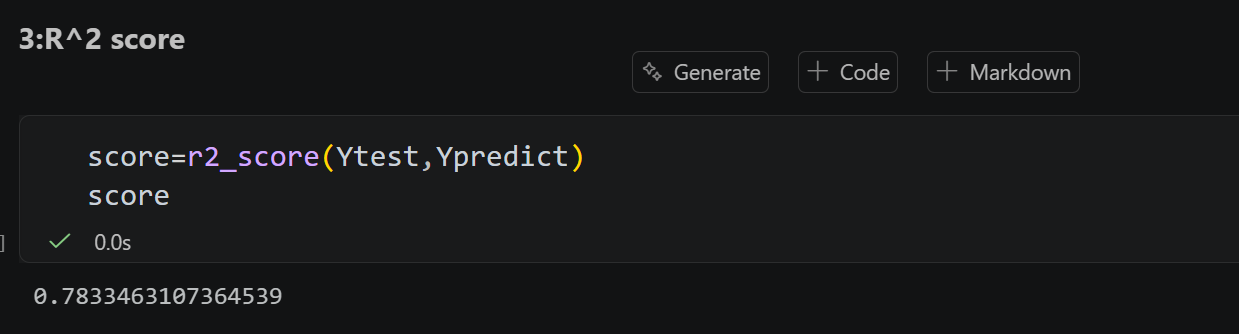 3:R^2 score
Generate
Code
Markdown
score=r2_score(Ytest,Ypredict)
score
]
0.0s
0.7833463107364539